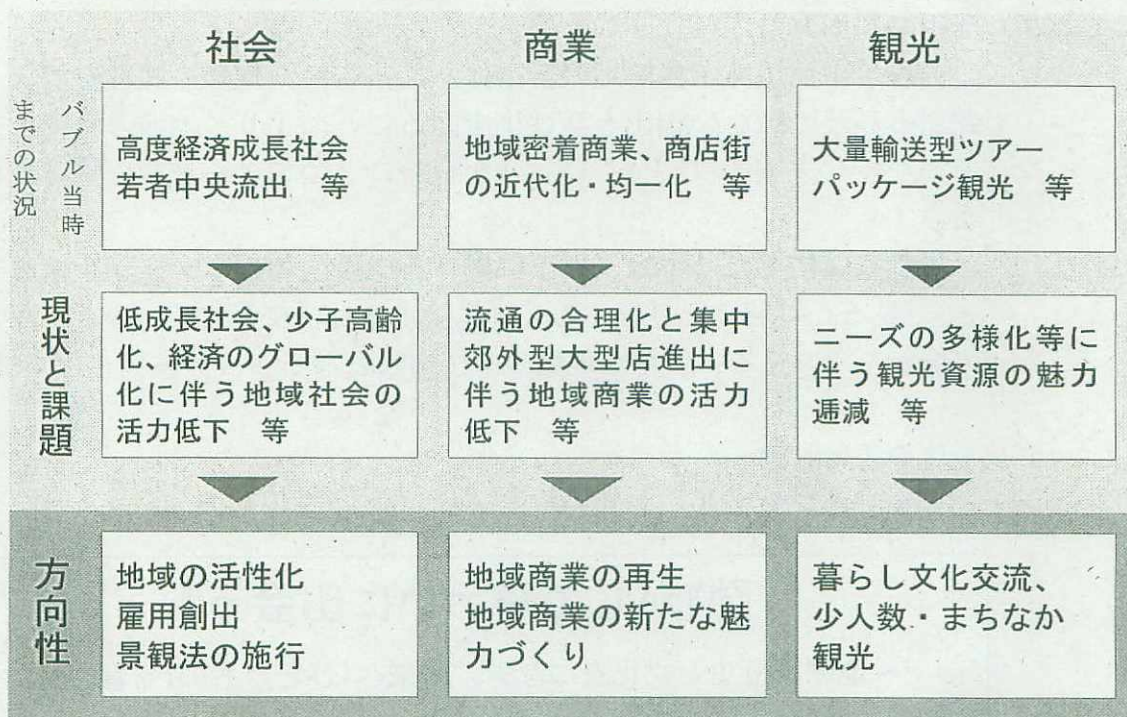 社会
商業
観光
バブル当時
までの状況
高度経済成長社会
若者中央流出　等
地域密着商業、商店街
の近代化・均一化　等
大量輸送型ツアー
パッケージ観光　等
現状と課題
低成長社会、少子高齢
化、経済のグローバル
化に伴う地域社会の
活力低下　等
流通の合理化と集中
郊外型大型店進出に
伴う地域商業の活力
低下　等
ニーズの多様化等に
伴う観光資源の魅力
逓減　等
方向性
地域の活性化
雇用創出
景観法の施行
地域商業の再生
地域商業の新たな魅
力づくり
暮らし文化交流、
少人数・まちなか
観光